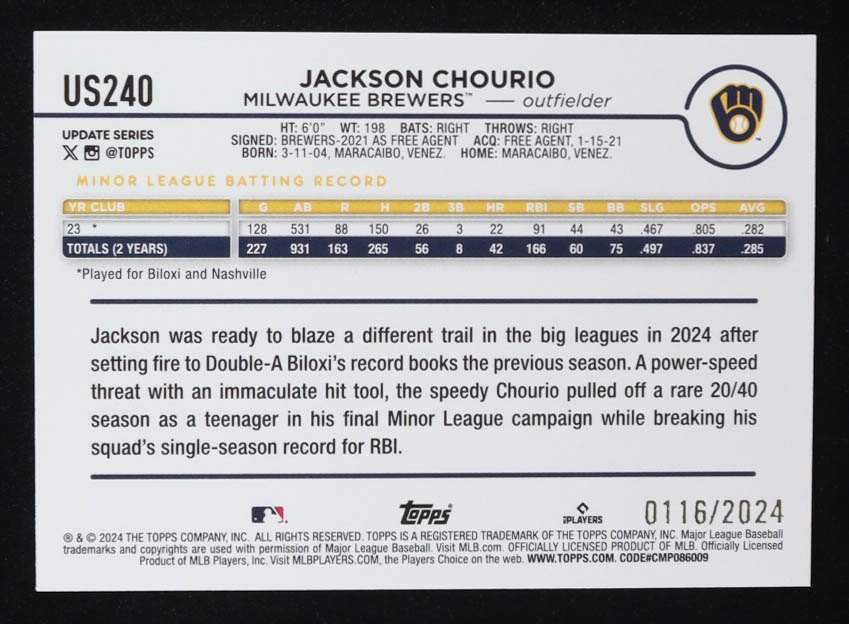 US240
JACKSON CHOURIO
MILWAUKEE BREWERS™ — outfielder
UPDATE SERIES
X @TOPPS
HT: 6'0" WT: 198 BATS: RIGHT THROWS: RIGHT
SIGNED: BREWERS-2021 AS FREE AGENT ACQ: FREE AGENT, 1-15-21
BORN: 3-11-04, MARACAIBO, VENEZ. HOME: MARACAIBO, VENEZ.
MINOR LEAGUE BATTING RECORD
YR CLUB G AB R H 2B 3B HR RBI SB BB SLG OPS AVG
23 * 128 531 88 150 26 3 22 91 44 43 .467 .805 .282
TOTALS (2 YEARS) 227 931 163 265 56 8 42 166 60 75 .497 .837 .285
*Played for Biloxi and Nashville
Jackson was ready to blaze a different trail in the big leagues in 2024 after
setting fire to Double-A Biloxi's record books the previous season. A power-speed
threat with an immaculate hit tool, the speedy Chourio pulled off a rare 20/40
season as a teenager in his final Minor League campaign while breaking his
squad's single-season record for RBI.
Topps
PLAYERS
0116/2024
® & © 2024 THE TOPPS COMPANY, INC. ALL RIGHTS RESERVED. TOPPS IS A REGISTERED TRADEMARK OF THE TOPPS COMPANY, INC. Major League Baseball
trademarks and copyrights are used with permission of Major League Baseball. Visit MLB.com. OFFICIALLY LICENSED PRODUCT OF MLB. Officially Licensed
Product of MLB Players, Inc. Visit MLBPLAYERS.COM, the Players Choice on the web. WWW.TOPPS.COM. CODE#CMP086009